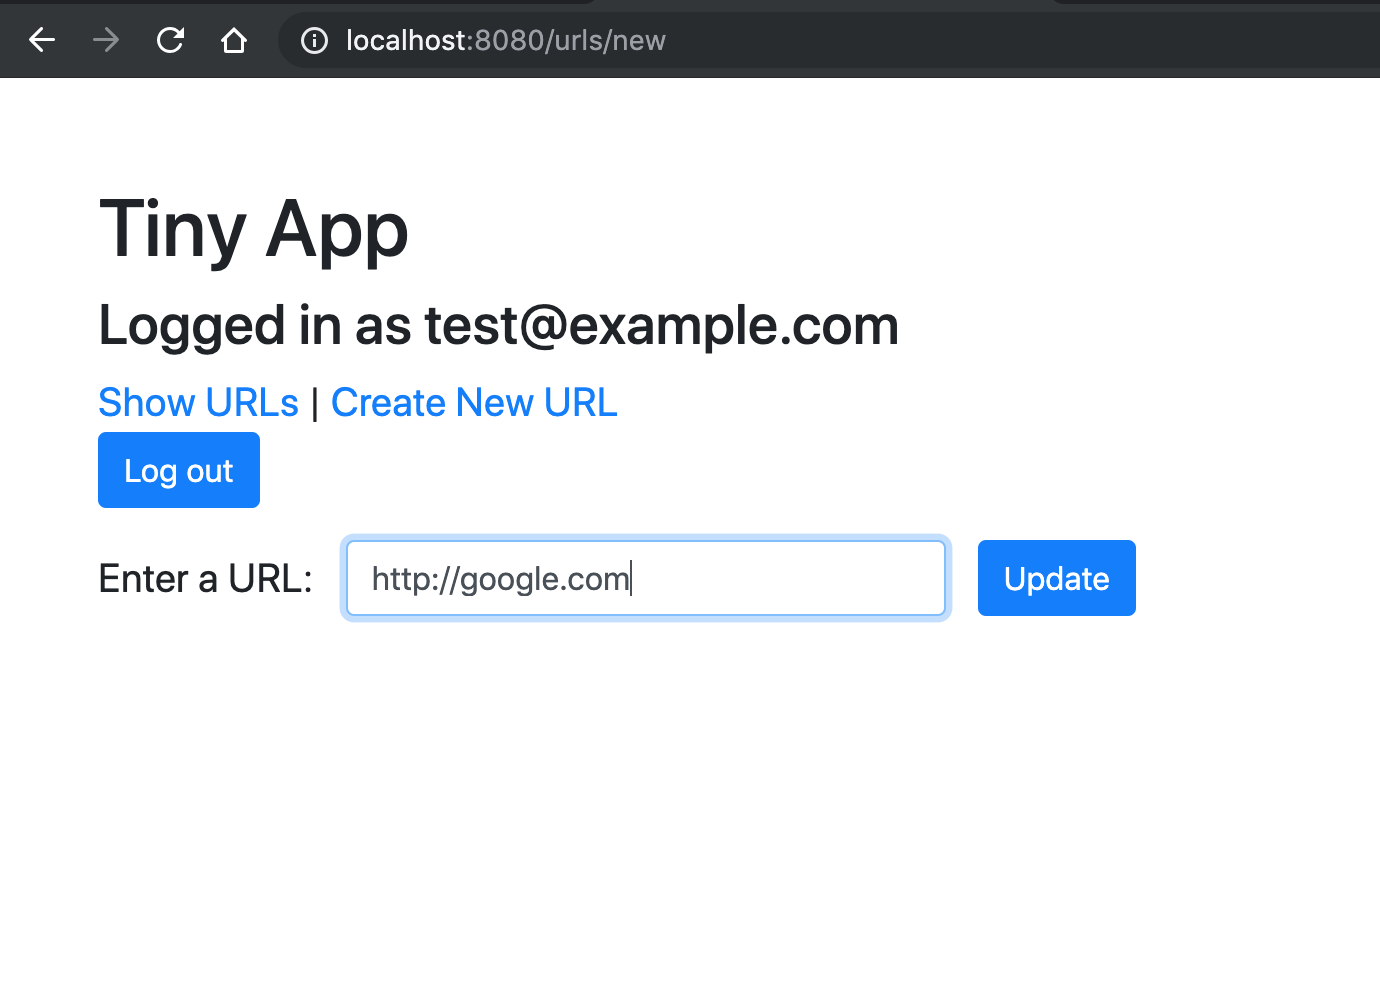 localhost:8080/urls/new
Tiny App
Logged in as test@example.com
Show URLs | Create New URL
Log out
Enter a URL: http://google.com Update